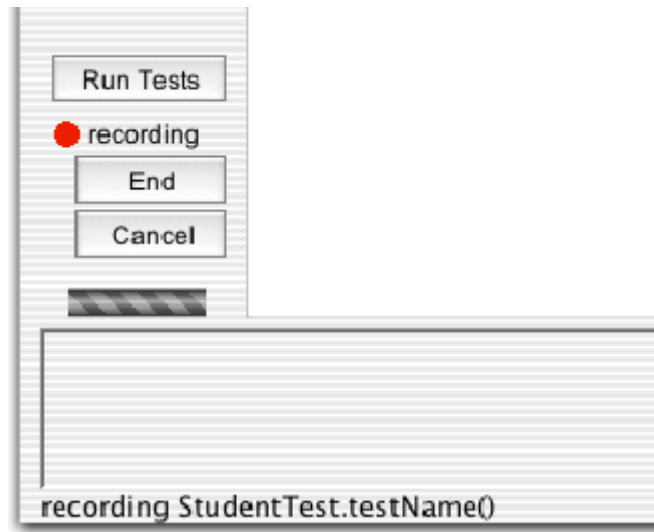 Run Tests
recording
End
Cancel
recording StudentTest.testName()